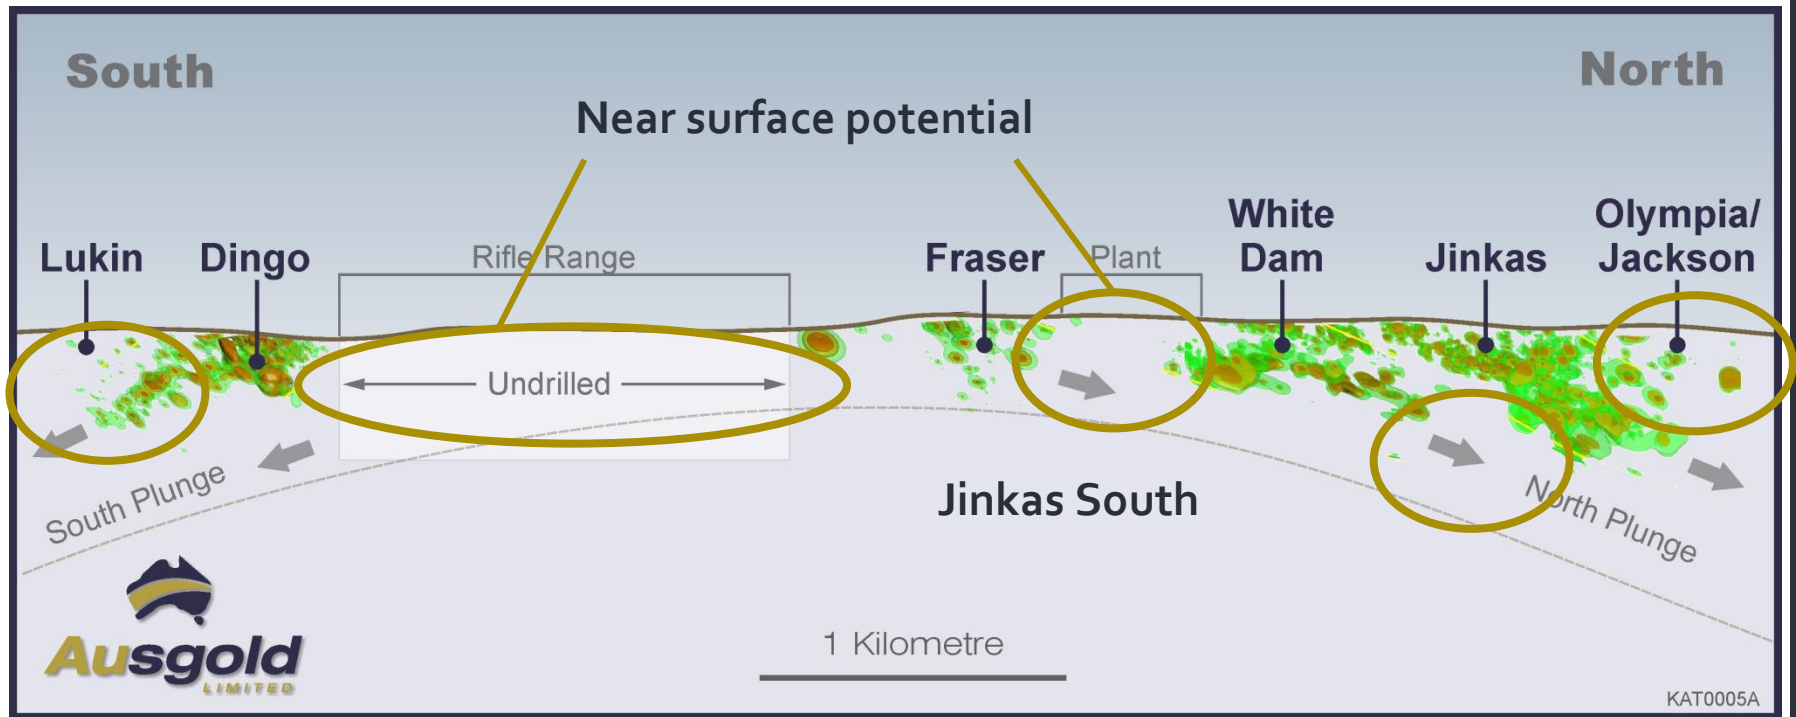 South
North
Near surface potential
Lukin
Dingo
Rifle Range
Fraser
Plant
White
Dam
Jinkas
Olympia/
Jackson
Undrilled
South Plunge
Jinkas South
North Plunge
Ausgold
LIMITED
1 Kilometre
KAT0005A